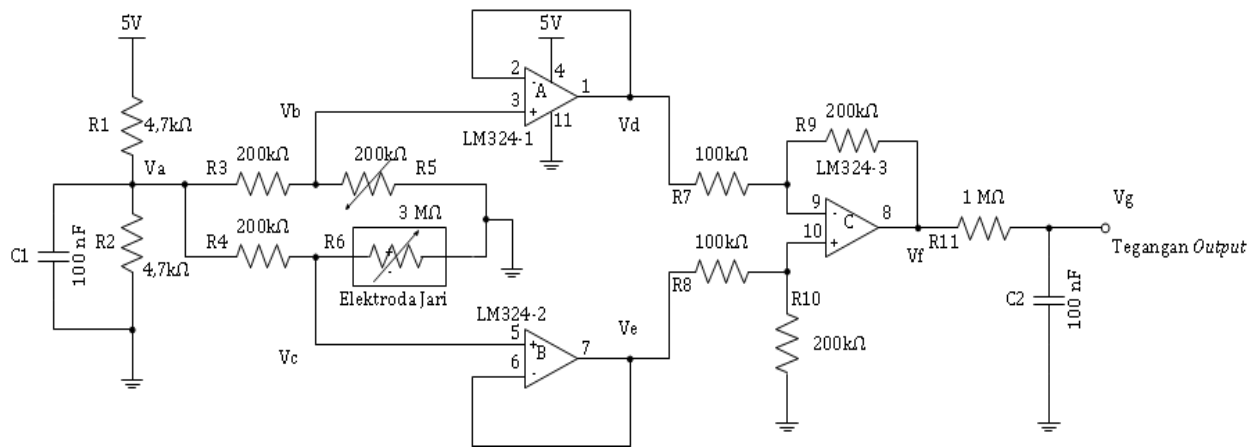 5V
R1
4,7kΩ
Va
C1
100 nF
R2
4,7kΩ
R3
200kΩ
Vb
200kΩ
R5
R4
200kΩ
R6
3 MΩ
+
-
Elektroda Jari
Vc
5V
2
-
A
4
1
3
+
11
LM324-1
Vd
LM324-2
5
+
B
7
6
-
Ve
100kΩ
R7
R9
200kΩ
LM324-3
9
-
C
8
10
+
Vf
100kΩ
R8
R10
200kΩ
1 MΩ
R11
Vg
Tegangan Output
C2
100 nF